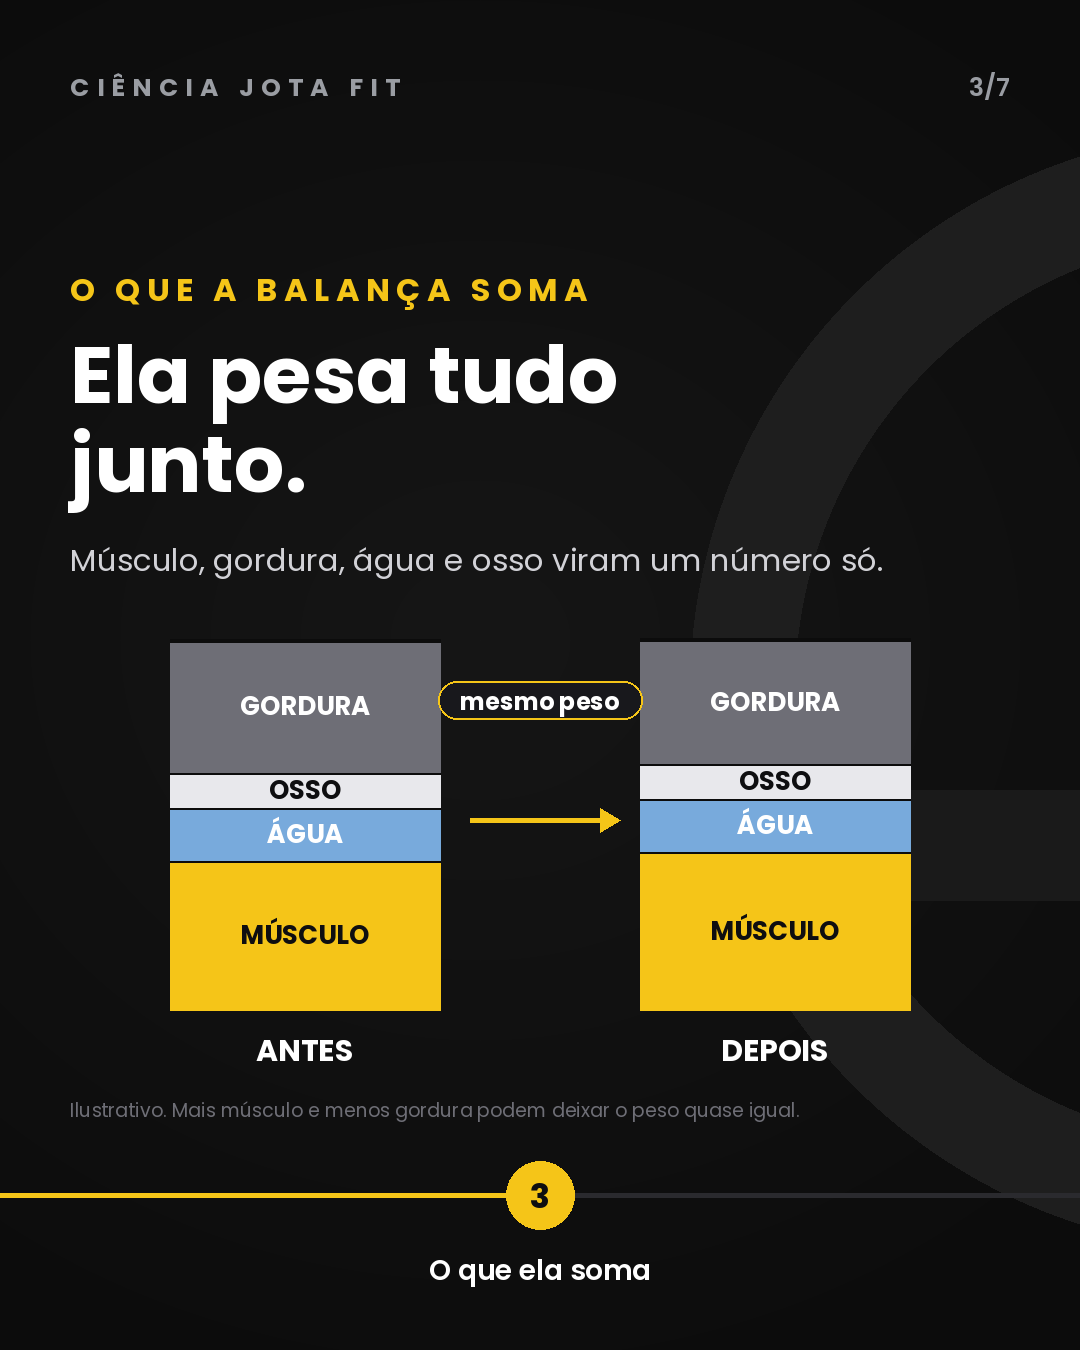 CIÊNCIA JOTA FIT
3/7
O QUE A BALANÇA SOMA
Ela pesa tudo
junto.
Músculo, gordura, água e osso viram um número só.
GORDURA
OSSO
ÁGUA
MÚSCULO
ANTES
mesmo peso
GORDURA
OSSO
ÁGUA
MÚSCULO
DEPOIS
Ilustrativo. Mais músculo e menos gordura podem deixar o peso quase igual.
3
O que ela soma